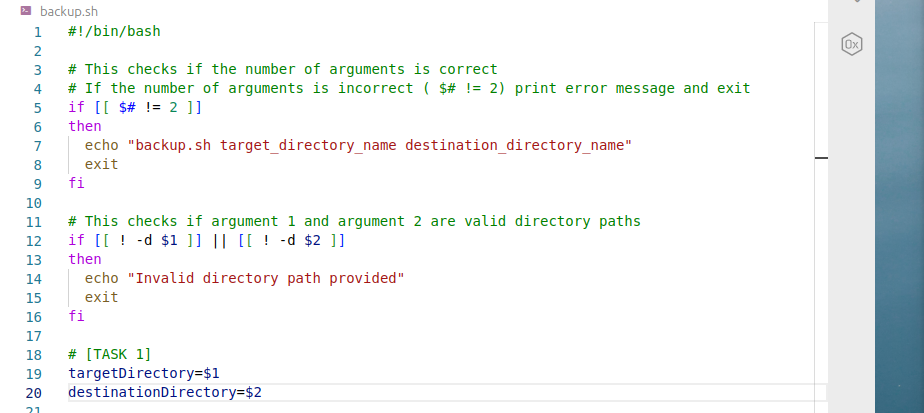 backup.sh
1 #!/bin/bash
2
3 # This checks if the number of arguments is correct
4 # If the number of arguments is incorrect ( $# != 2) print error message and exit
5 if [[ $# != 2 ]]
6 then
7   echo "backup.sh target_directory_name destination_directory_name"
8   exit
9 fi
10
11 # This checks if argument 1 and argument 2 are valid directory paths
12 if [[ ! -d $1 ]] || [[ ! -d $2 ]]
13 then
14   echo "Invalid directory path provided"
15   exit
16 fi
17
18 # [TASK 1]
19 targetDirectory=$1
20 destinationDirectory=$2
21
0x